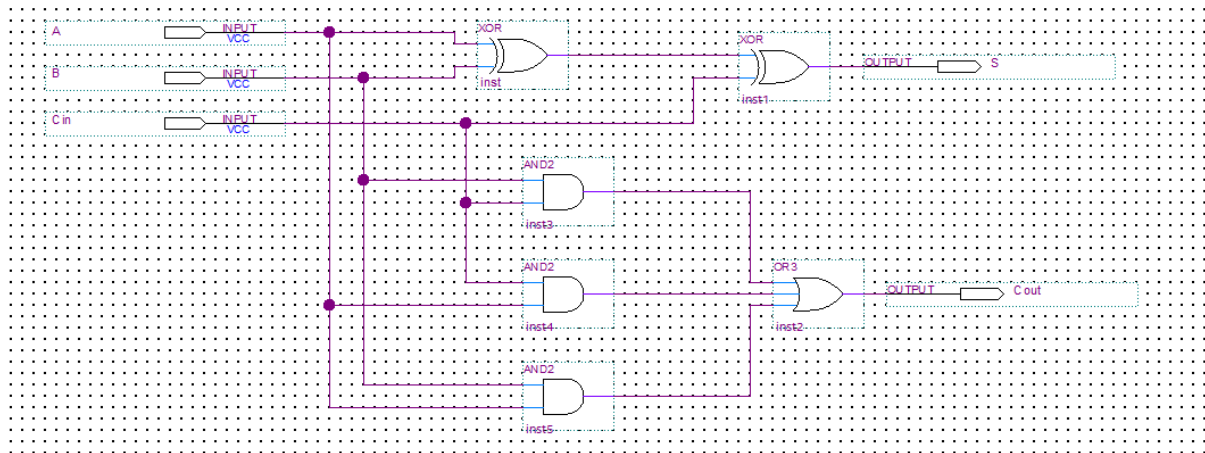 A
INPUT
VCC
B
INPUT
VCC
C in
INPUT
VCC
XOR
inst
XOR
inst1
OUTPUT
S
AND2
inst3
AND2
inst4
OR3
inst2
OUTPUT
C out
AND2
inst5